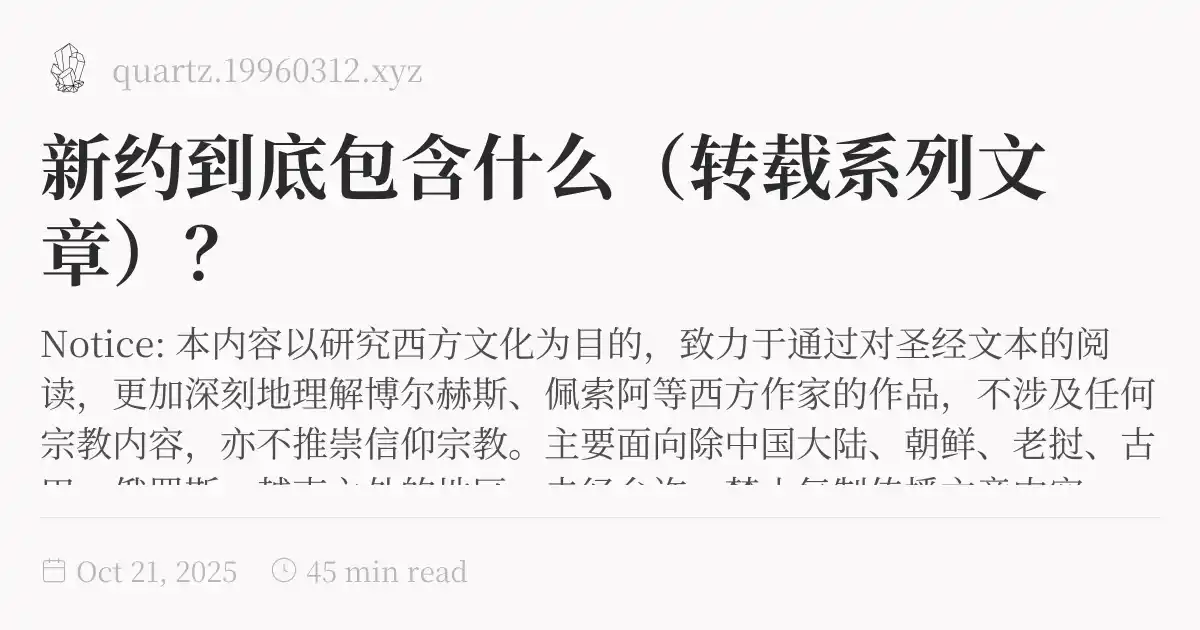 quartz.19960312.xyz
新约到底包含什么（转载系列文
章）？
Notice: 本内容以研究西方文化为目的，致力于通过对圣经文本的阅
读，更加深刻地理解博尔赫斯、佩索阿等西方作家的作品，不涉及任何
宗教内容，亦不推崇信仰宗教。主要面向除中国大陆、朝鲜、老挝、古
Oct 21, 2025
45 min read